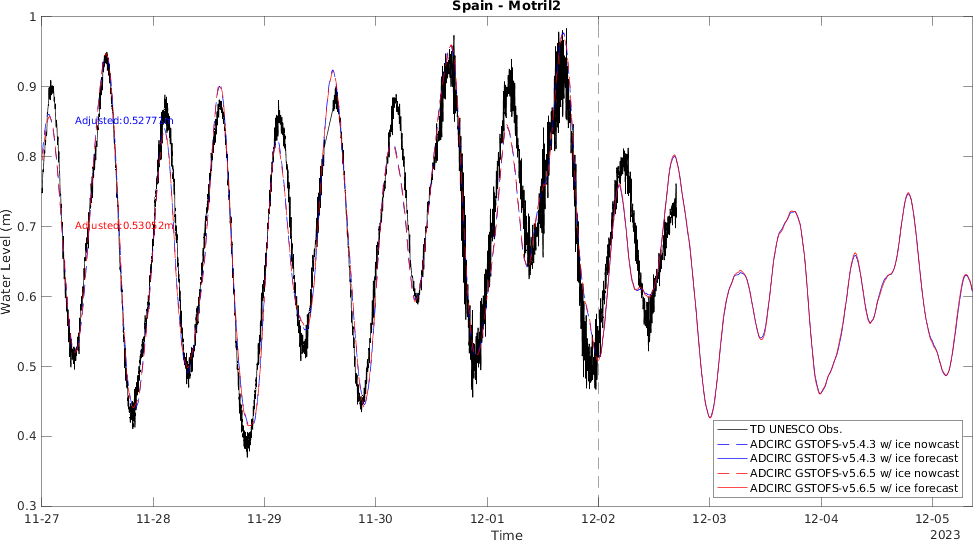 Spain - Motril2
1
0.9
0.8
0.7
0.6
0.5
0.4
0.3
Water Level (m)
Adjusted:0.52777m
Adjusted:0.53052m
TD UNESCO Obs.
ADCIRC GSTOFS-v5.4.3 w/ ice nowcast
ADCIRC GSTOFS-v5.4.3 w/ ice forecast
ADCIRC GSTOFS-v5.6.5 w/ ice nowcast
ADCIRC GSTOFS-v5.6.5 w/ ice forecast
11-27 11-28 11-29 11-30 12-01 12-02 12-03 12-04 12-05
Time
2023